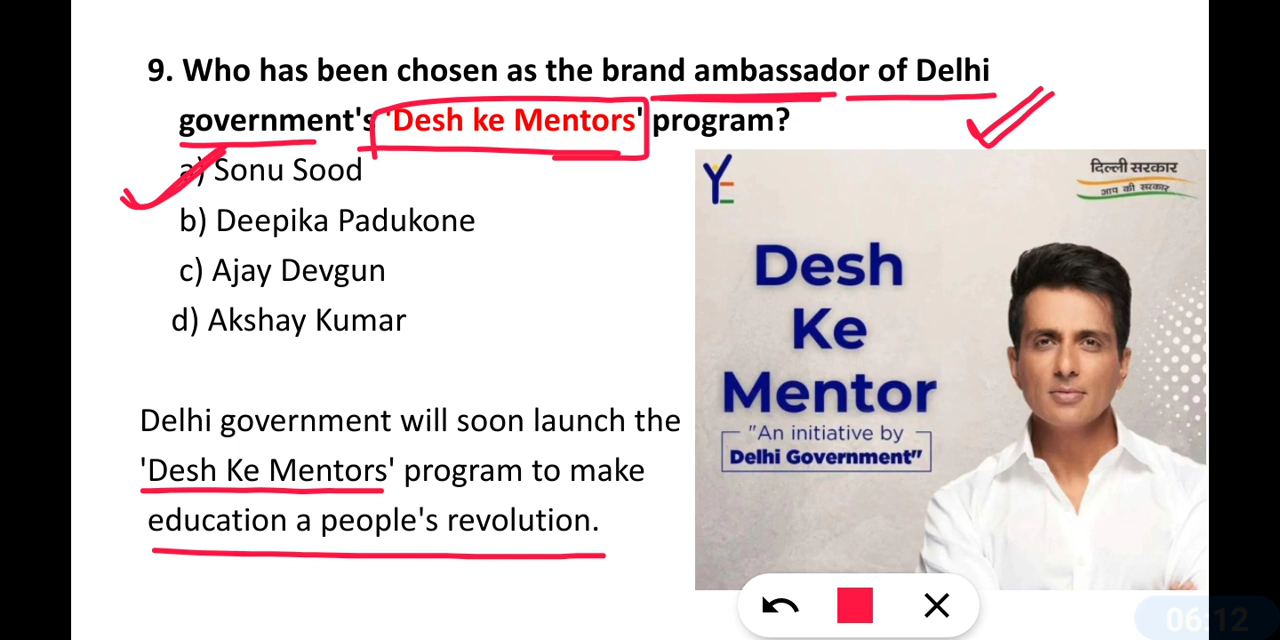 9. Who has been chosen as the brand ambassador of Delhi
government's 'Desh ke Mentors' program?
a) Sonu Sood
b) Deepika Padukone
c) Ajay Devgun
d) Akshay Kumar
Delhi government will soon launch the
'Desh Ke Mentors' program to make
education a people's revolution.
YE
दिल्ली सरकार
आप की सरकार
Desh
Ke
Mentor
"An initiative by
Delhi Government"
06:12